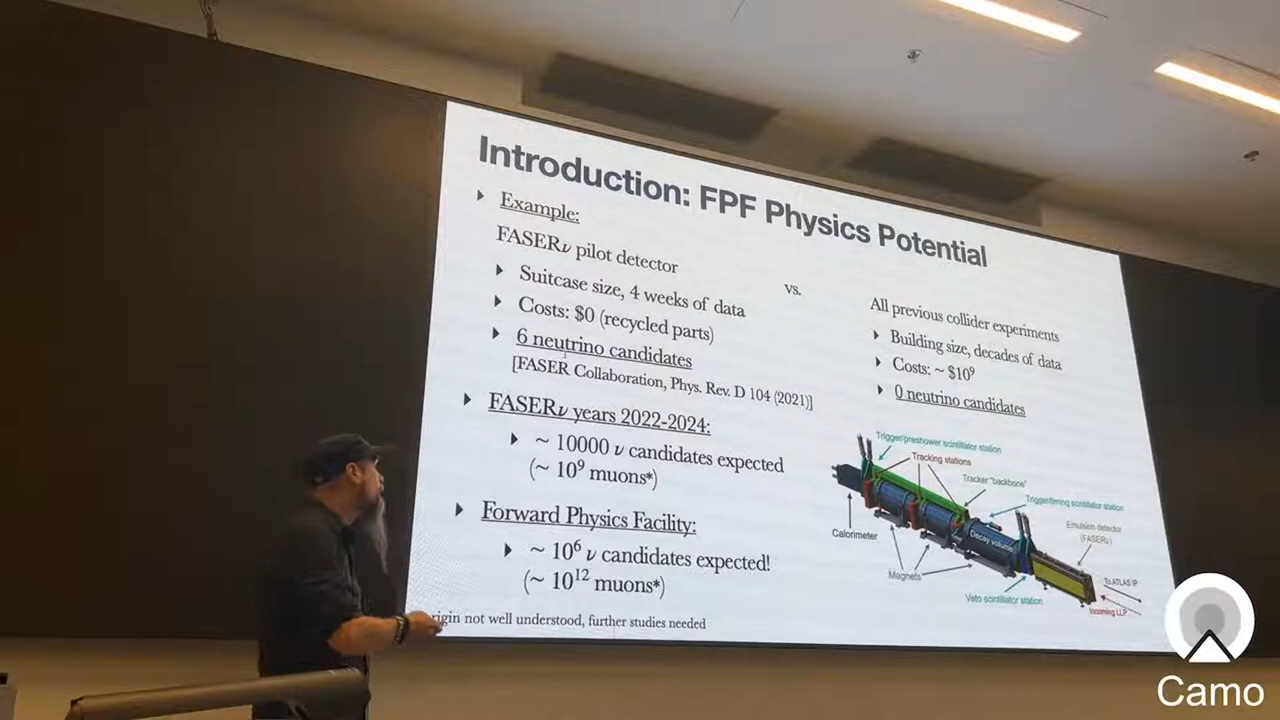 Introduction: FPF Physics Potential
Example:
FASERν pilot detector
Suitcase size, 4 weeks of data
Costs: $0 (recycled parts)
6 neutrino candidates
[FASER Collaboration, Phys. Rev. D 104 (2021)]
vs.
All previous collider experiments
Building size, decades of data
Costs: ~ $10⁹
0 neutrino candidates
FASERν years 2022-2024:
~ 10000 ν candidates expected
(~ 10⁹ muons*)
Forward Physics Facility:
~ 10⁶ ν candidates expected!
(~ 10¹² muons*)
rigin not well understood, further studies needed
Trigger/preshower scintillator station
Tracking stations
Tracker "backbone"
Trigger/timing scintillator station
Emulsion detector
(FASERν)
Decay volume
Calorimeter
Magnets
Veto scintillator station
To ATLAS IP
Incoming LLP
Camo